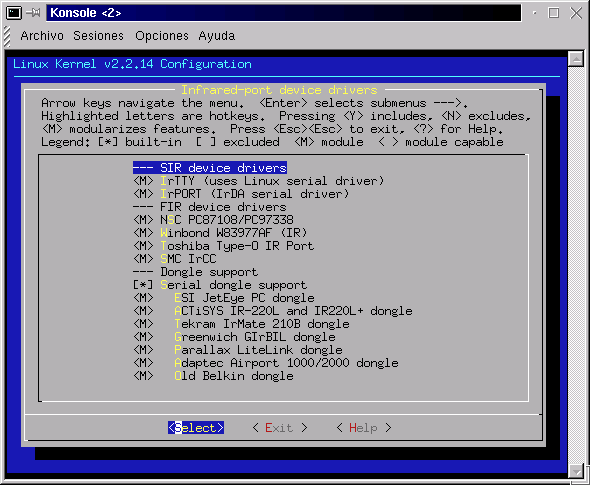 Konsole <2>
Archivo Sesiones Opciones Ayuda
Linux Kernel v2.2.14 Configuration
Infrared-port device drivers
Arrow keys navigate the menu. <Enter> selects submenus --->.
Highlighted letters are hotkeys. Pressing <Y> includes, <N> excludes,
<M> modularizes features. Press <Esc><Esc> to exit, <?> for Help.
Legend: [*] built-in [ ] excluded <M> module < > module capable
--- SIR device drivers
<M> IrTTY (uses Linux serial driver)
<M> IrPORT (IrDA serial driver)
--- FIR device drivers
<M> NSC PC87108/PC97338
<M> Winbond W83977AF (IR)
<M> Toshiba Type-O IR Port
<M> SMC IrCC
--- Dongle support
[*] Serial dongle support
<M> ESI JetEye PC dongle
<M> ACTiSYS IR-220L and IR220L+ dongle
<M> Tekram IrMate 210B dongle
<M> Greenwich GIrBIL dongle
<M> Parallax LiteLink dongle
<M> Adaptec Airport 1000/2000 dongle
<M> Old Belkin dongle
<Select> < Exit > < Help >